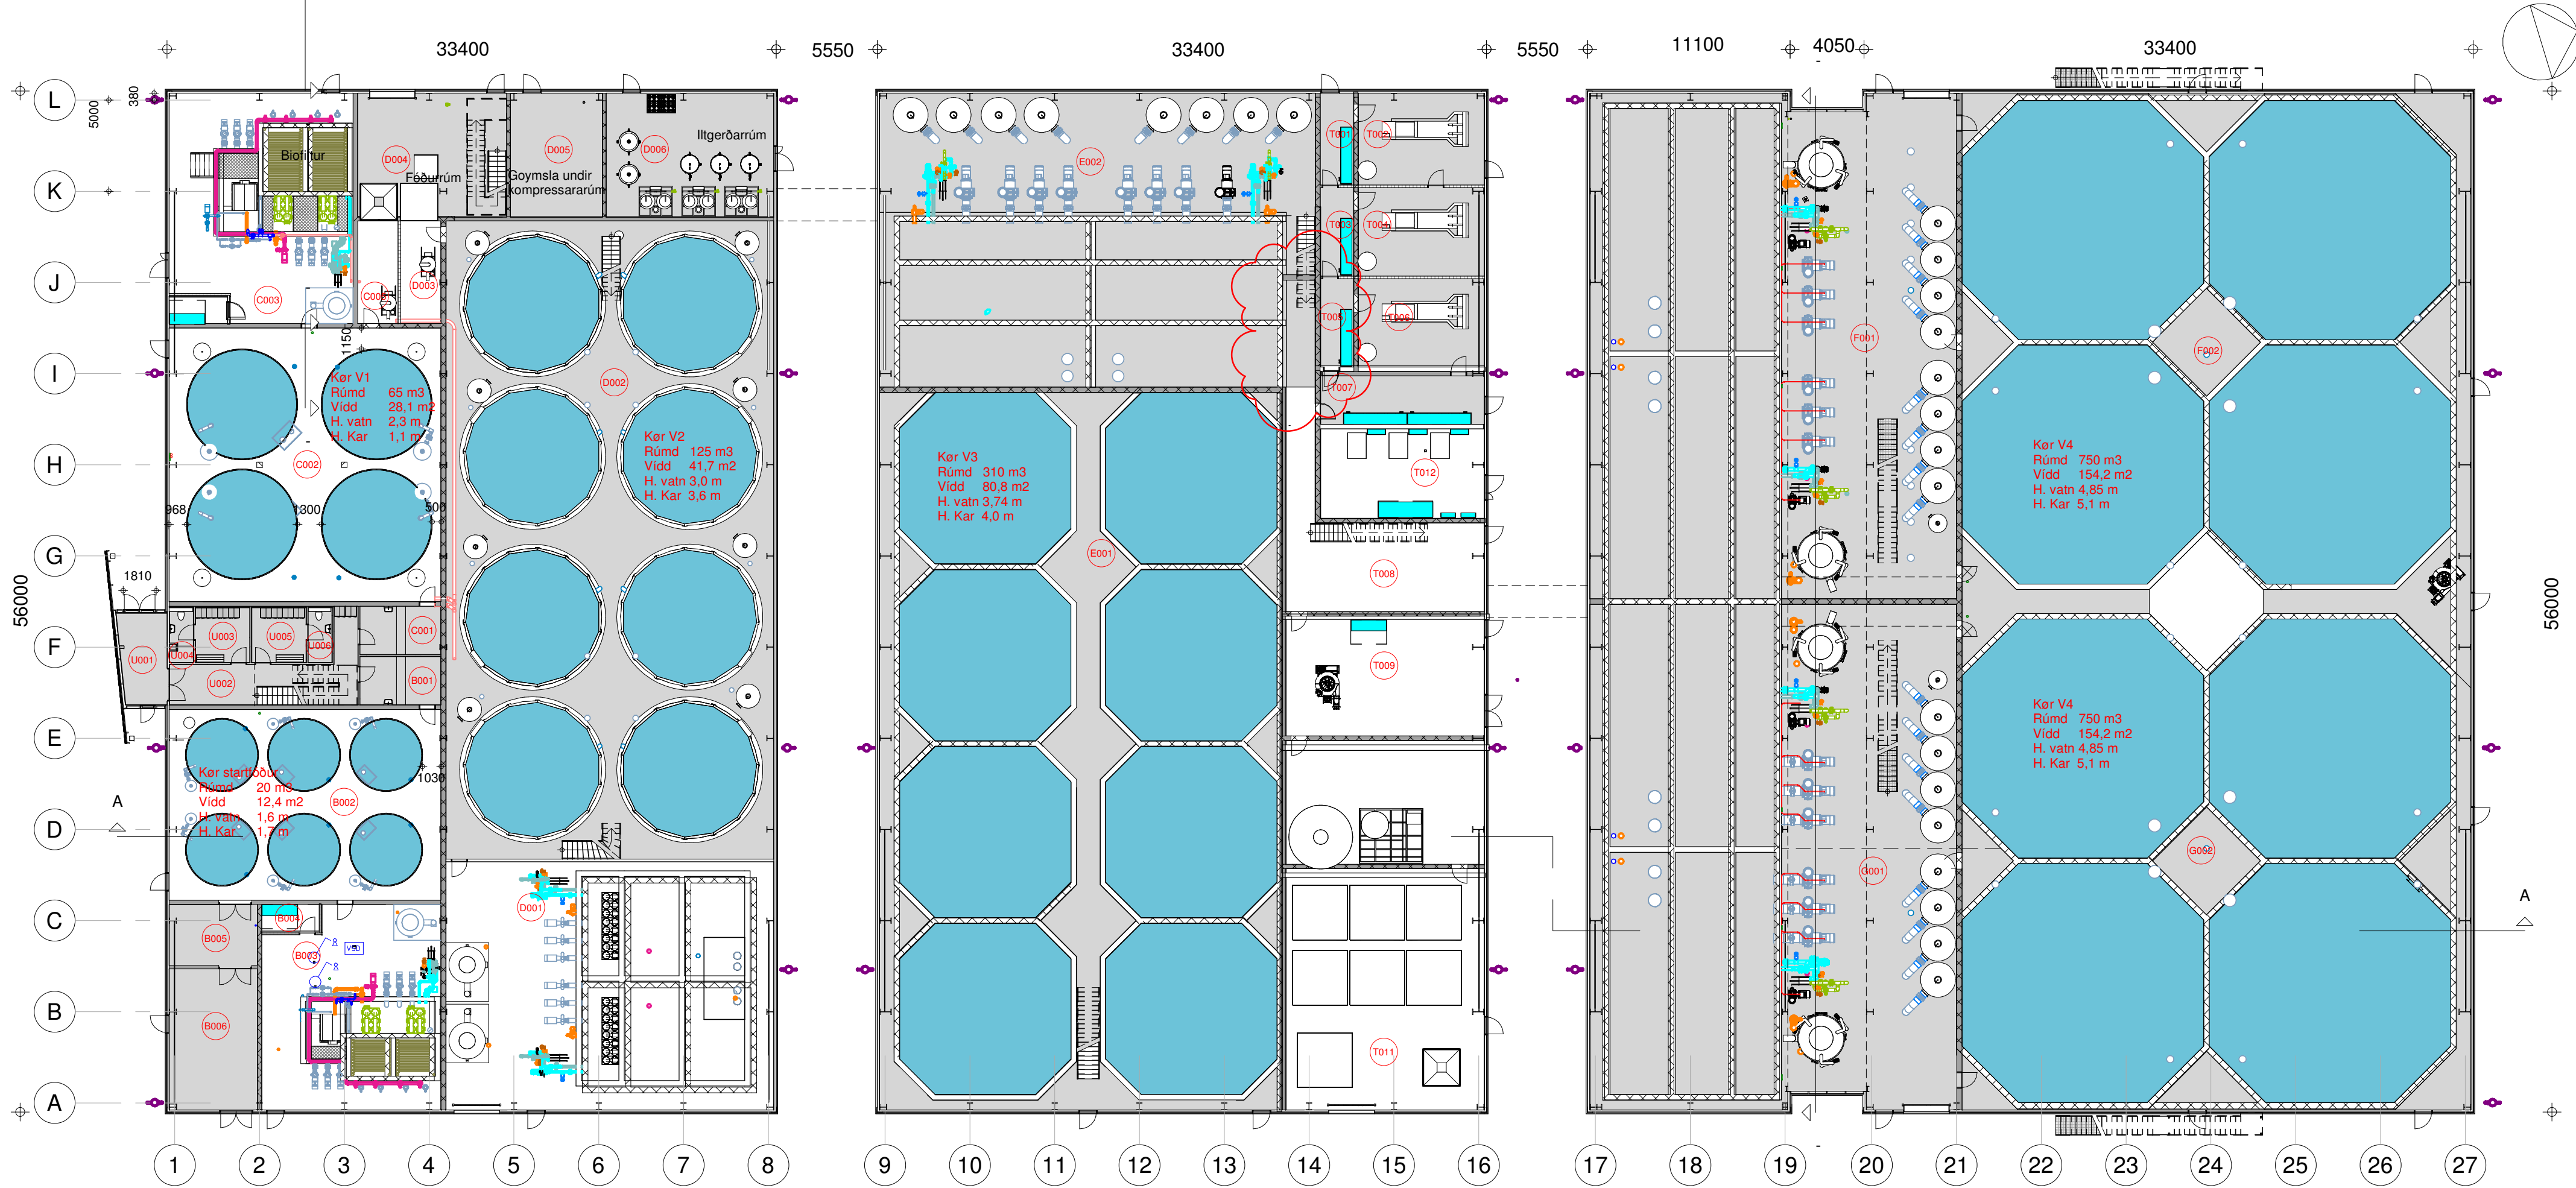 33400
5550
33400
5550
11100
4050
33400
L
K
J
I
H
G
F
E
D
C
B
A
5000
380
56000
56000
Biofiltur
D004
Fóðurrúm
D005
Goymsla undir
kompressararúm
D006
Iltgerðarrúm
C003
D003
1150
Kør V1
Rúmd 65 m3
Vídd 28,1 m2
H. vatn 2,3 m
H. Kar 1,1 m
C002
968
1300
500
D002
Kør V2
Rúmd 125 m3
Vídd 41,7 m2
H. vatn 3,0 m
H. Kar 3,6 m
1810
U001
U004
U003
U005
U006
U002
C001
B001
Kør startfóður
Rúmd 20 m3
Vídd 12,4 m2
H. vatn 1,6 m
H. Kar 1,7 m
B002
1030
A
B005
B004
B003
B006
D001
E002
T001
T002
T003
T004
T005
T006
T007
T012
Kør V3
Rúmd 310 m3
Vídd 80,8 m2
H. vatn 3,74 m
H. Kar 4,0 m
E001
T008
T009
T011
F001
F002
Kør V4
Rúmd 750 m3
Vídd 154,2 m2
H. vatn 4,85 m
H. Kar 5,1 m
Kør V4
Rúmd 750 m3
Vídd 154,2 m2
H. vatn 4,85 m
H. Kar 5,1 m
G001
G002
A
1
2
3
4
5
6
7
8
9
10
11
12
13
14
15
16
17
18
19
20
21
22
23
24
25
26
27